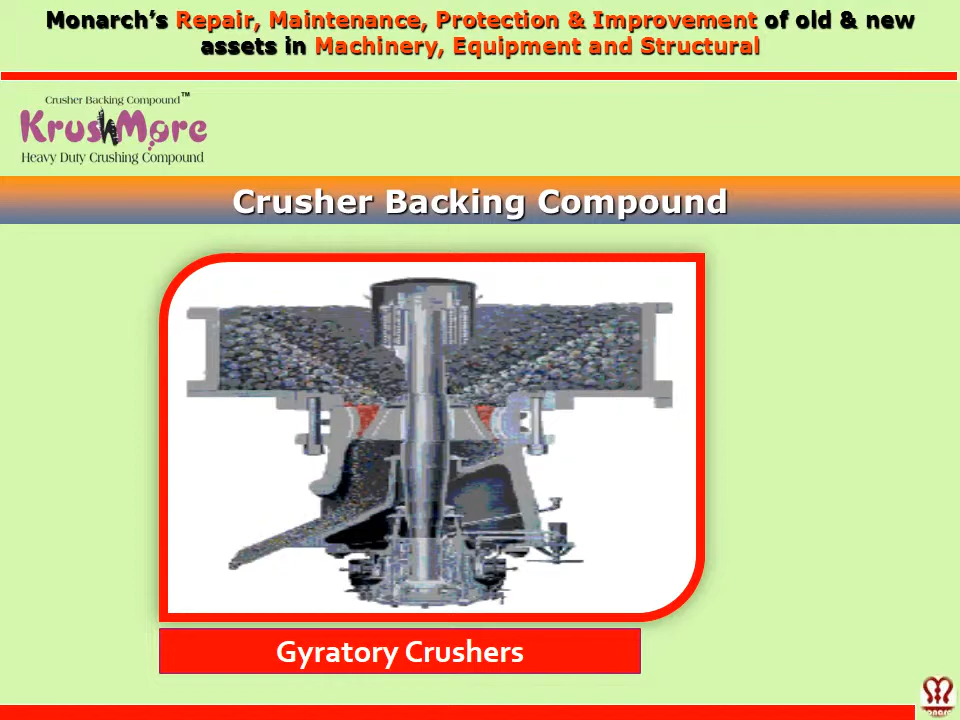 Monarch’s Repair, Maintenance, Protection & Improvement of old & new
assets in Machinery, Equipment and Structural
Crusher Backing Compound™
KrushMore
Heavy Duty Crushing Compound
Crusher Backing Compound
Gyratory Crushers